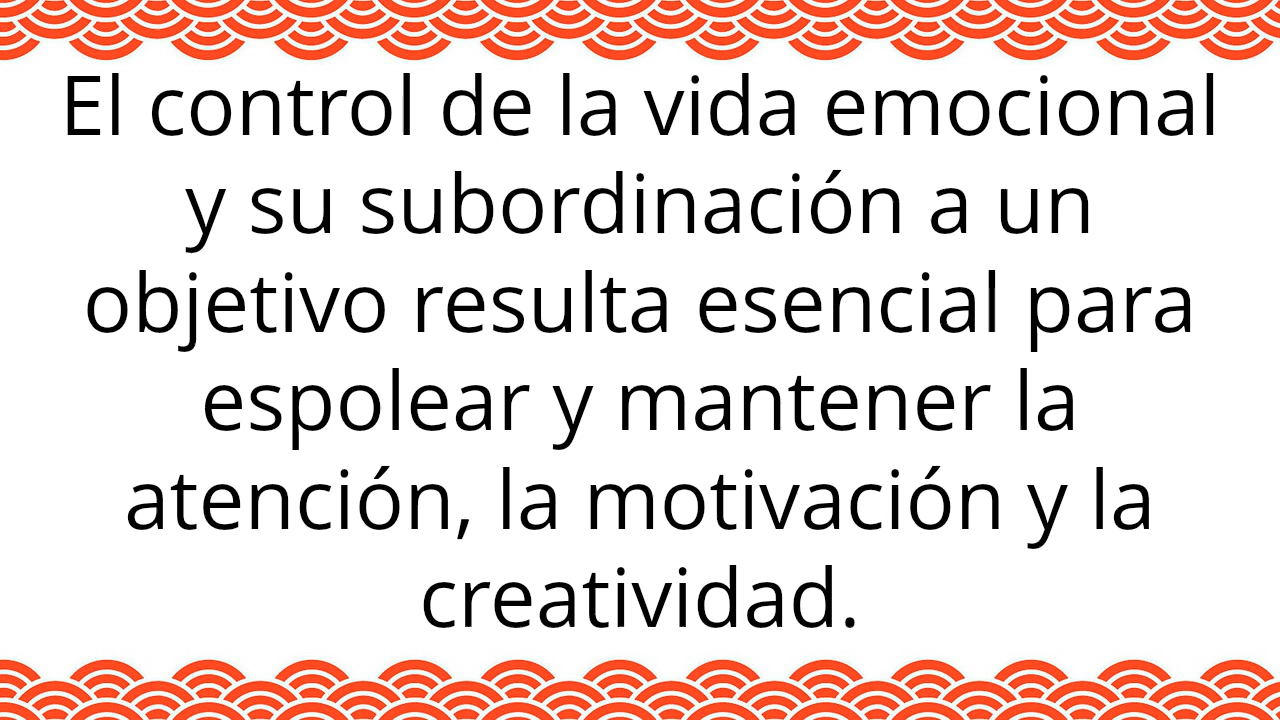 El control de la vida emocional
y su subordinación a un
objetivo resulta esencial para
espolear y mantener la
atención, la motivación y la
creatividad.